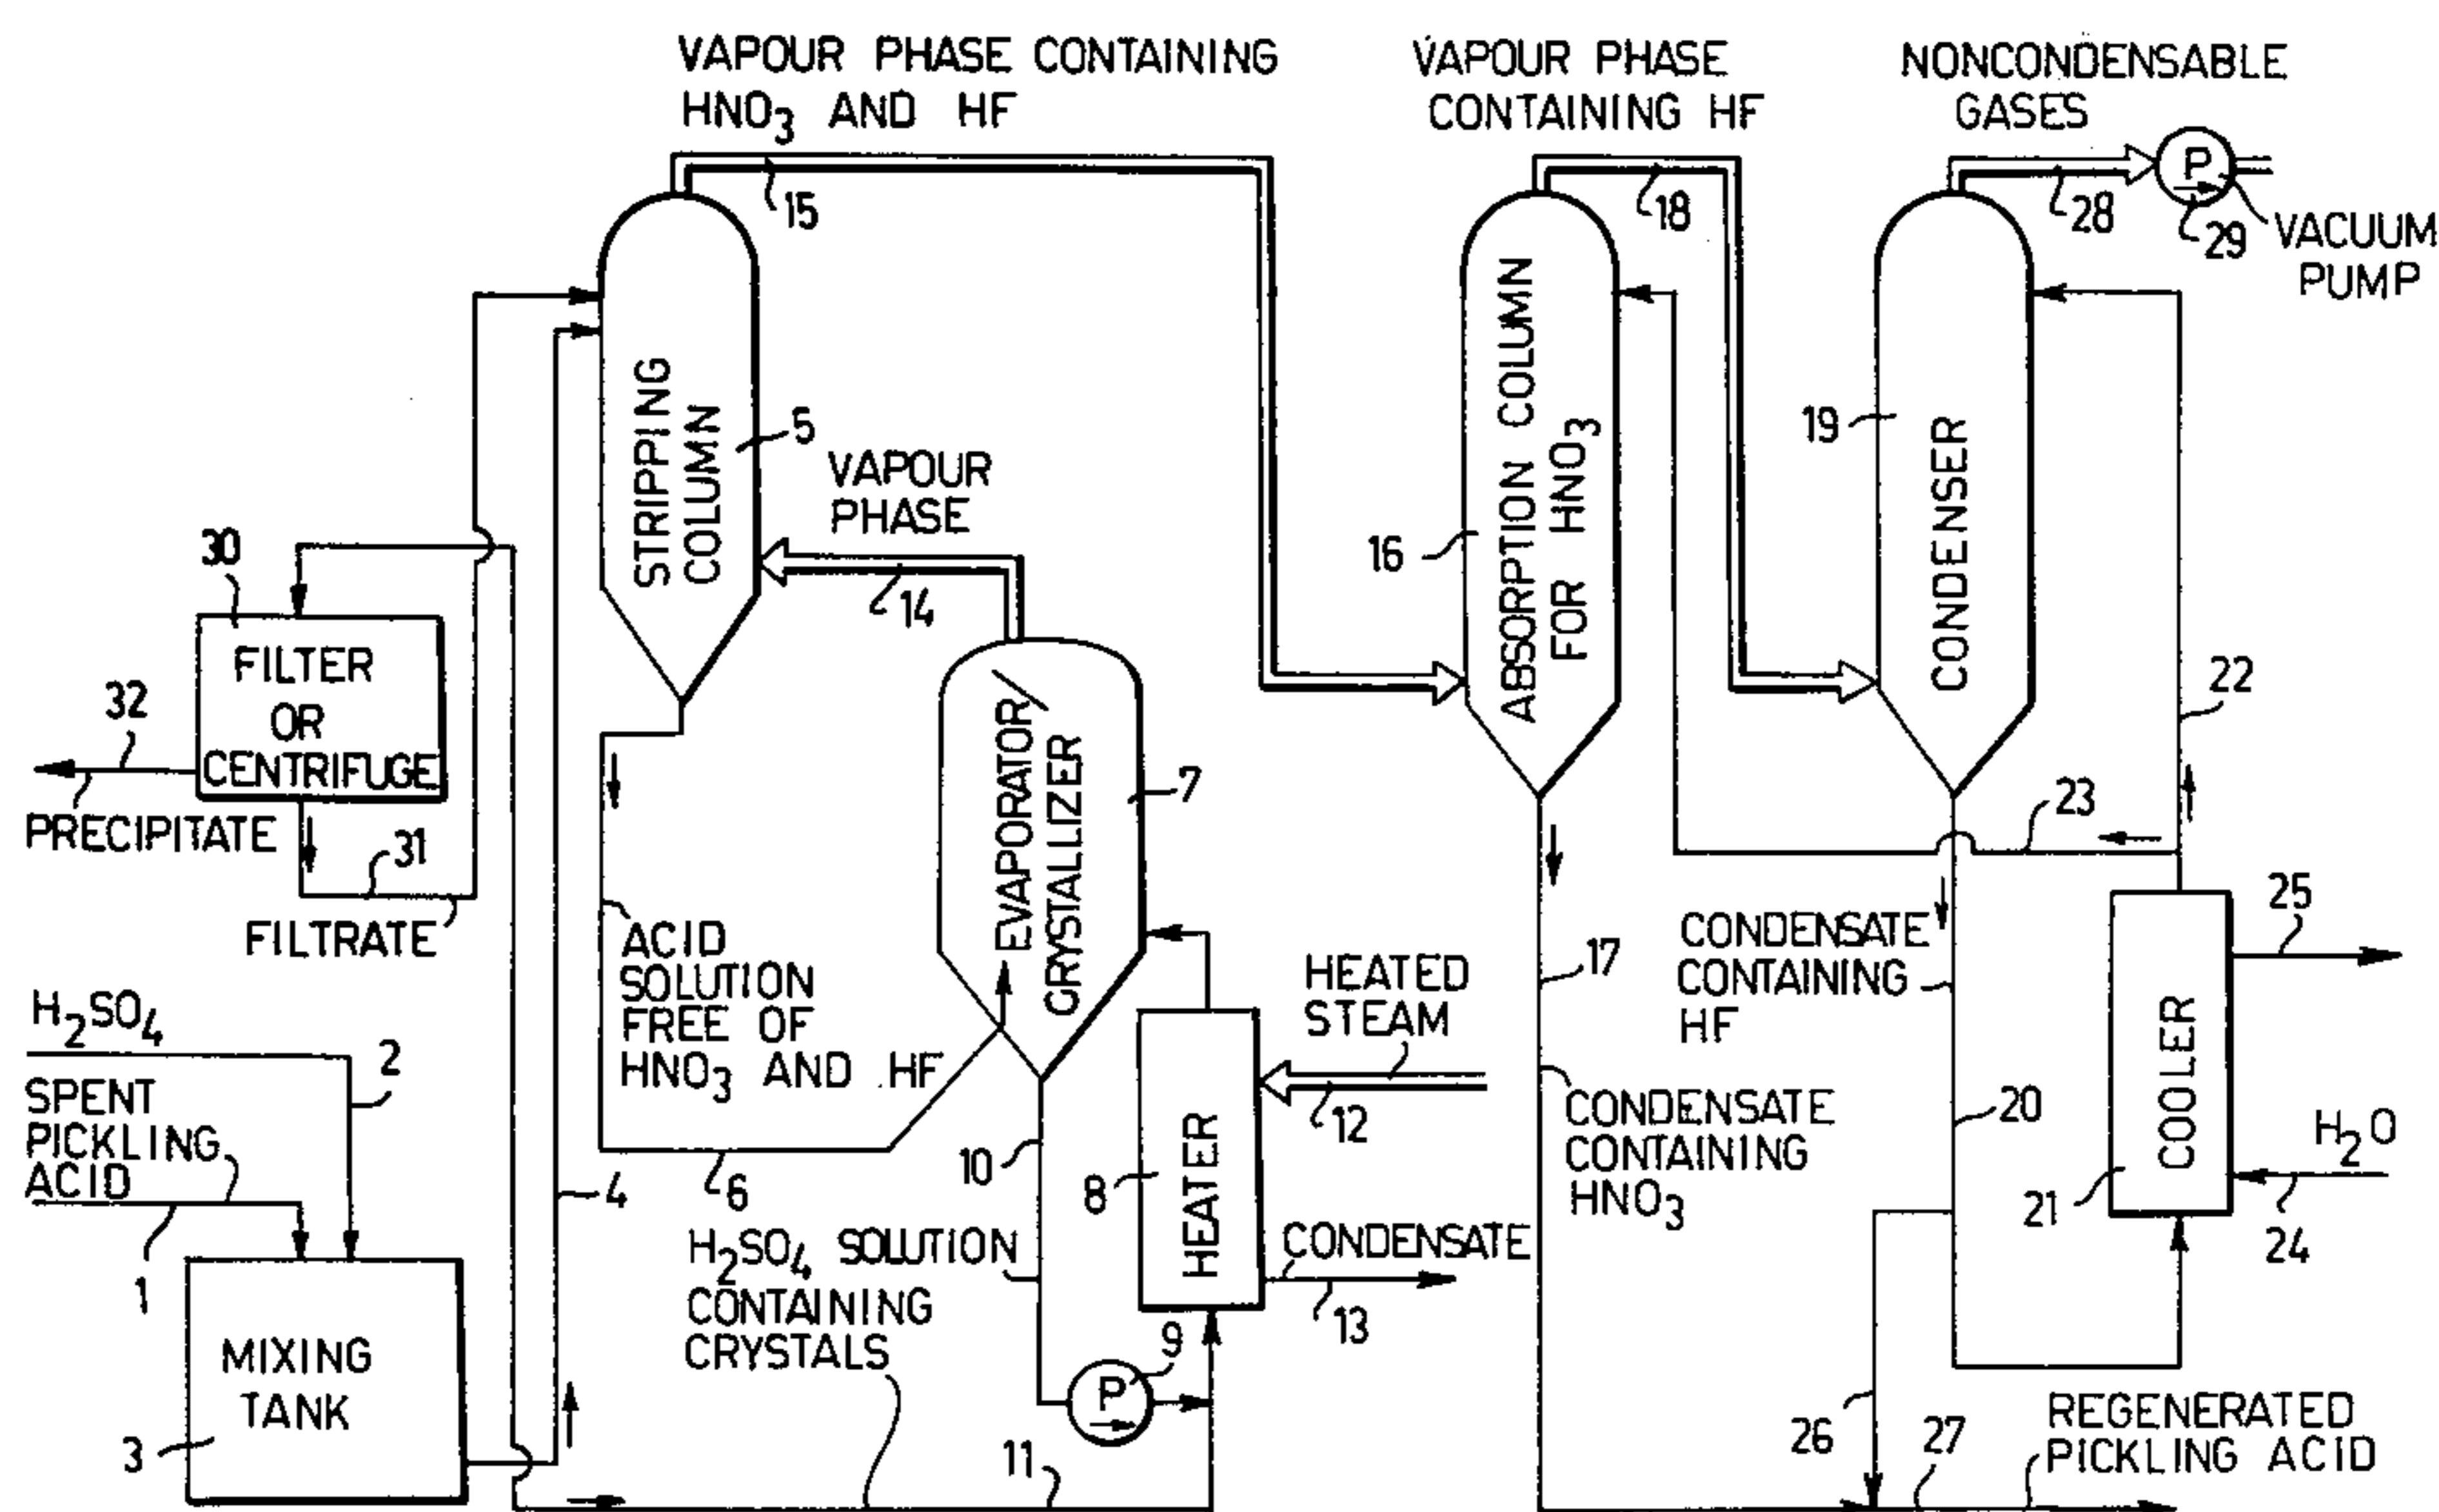 VAPOUR PHASE CONTAINING
HNO3 AND HF
VAPOUR PHASE
CONTAINING HF
NONCONDENSABLE
GASES
P
15
18
28
29
VACUUM
PUMP
STRIPPING
COLUMN
5
VAPOUR
PHASE
14
16
ABSORPTION COLUMN
FOR HNO3
19
CONDENSER
22
30
FILTER
OR
CENTRIFUGE
32
PRECIPITATE
31
FILTRATE
EVAPORATOR
CRYSTALLIZER
7
23
25
ACID
SOLUTION
FREE OF
HNO3 AND HF
HEATED
STEAM
17
CONDENSATE
CONTAINING
HF
COOLER
H2SO4
2
SPENT
PICKLING
ACID
1
4
6
10
8
HEATER
12
CONDENSATE
CONTAINING
HNO3
20
H2O
21
24
H2SO4 SOLUTION
CONTAINING
CRYSTALS
CONDENSATE
13
MIXING
TANK
3
9
P
11
26
27
REGENERATED
PICKLING ACID